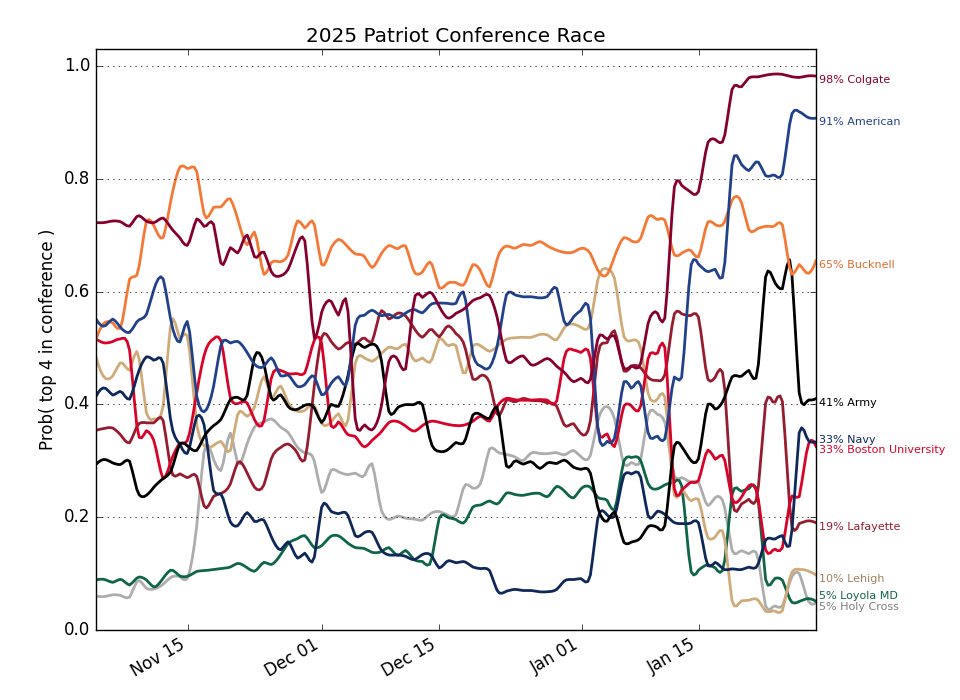 2025 Patriot Conference Race
Prob( top 4 in conference )
1.0
0.8
0.6
0.4
0.2
0.0
Nov 15
Dec 01
Dec 15
Jan 01
Jan 15
98% Colgate
91% American
65% Bucknell
41% Army
33% Navy
33% Boston University
19% Lafayette
10% Lehigh
5% Loyola MD
5% Holy Cross